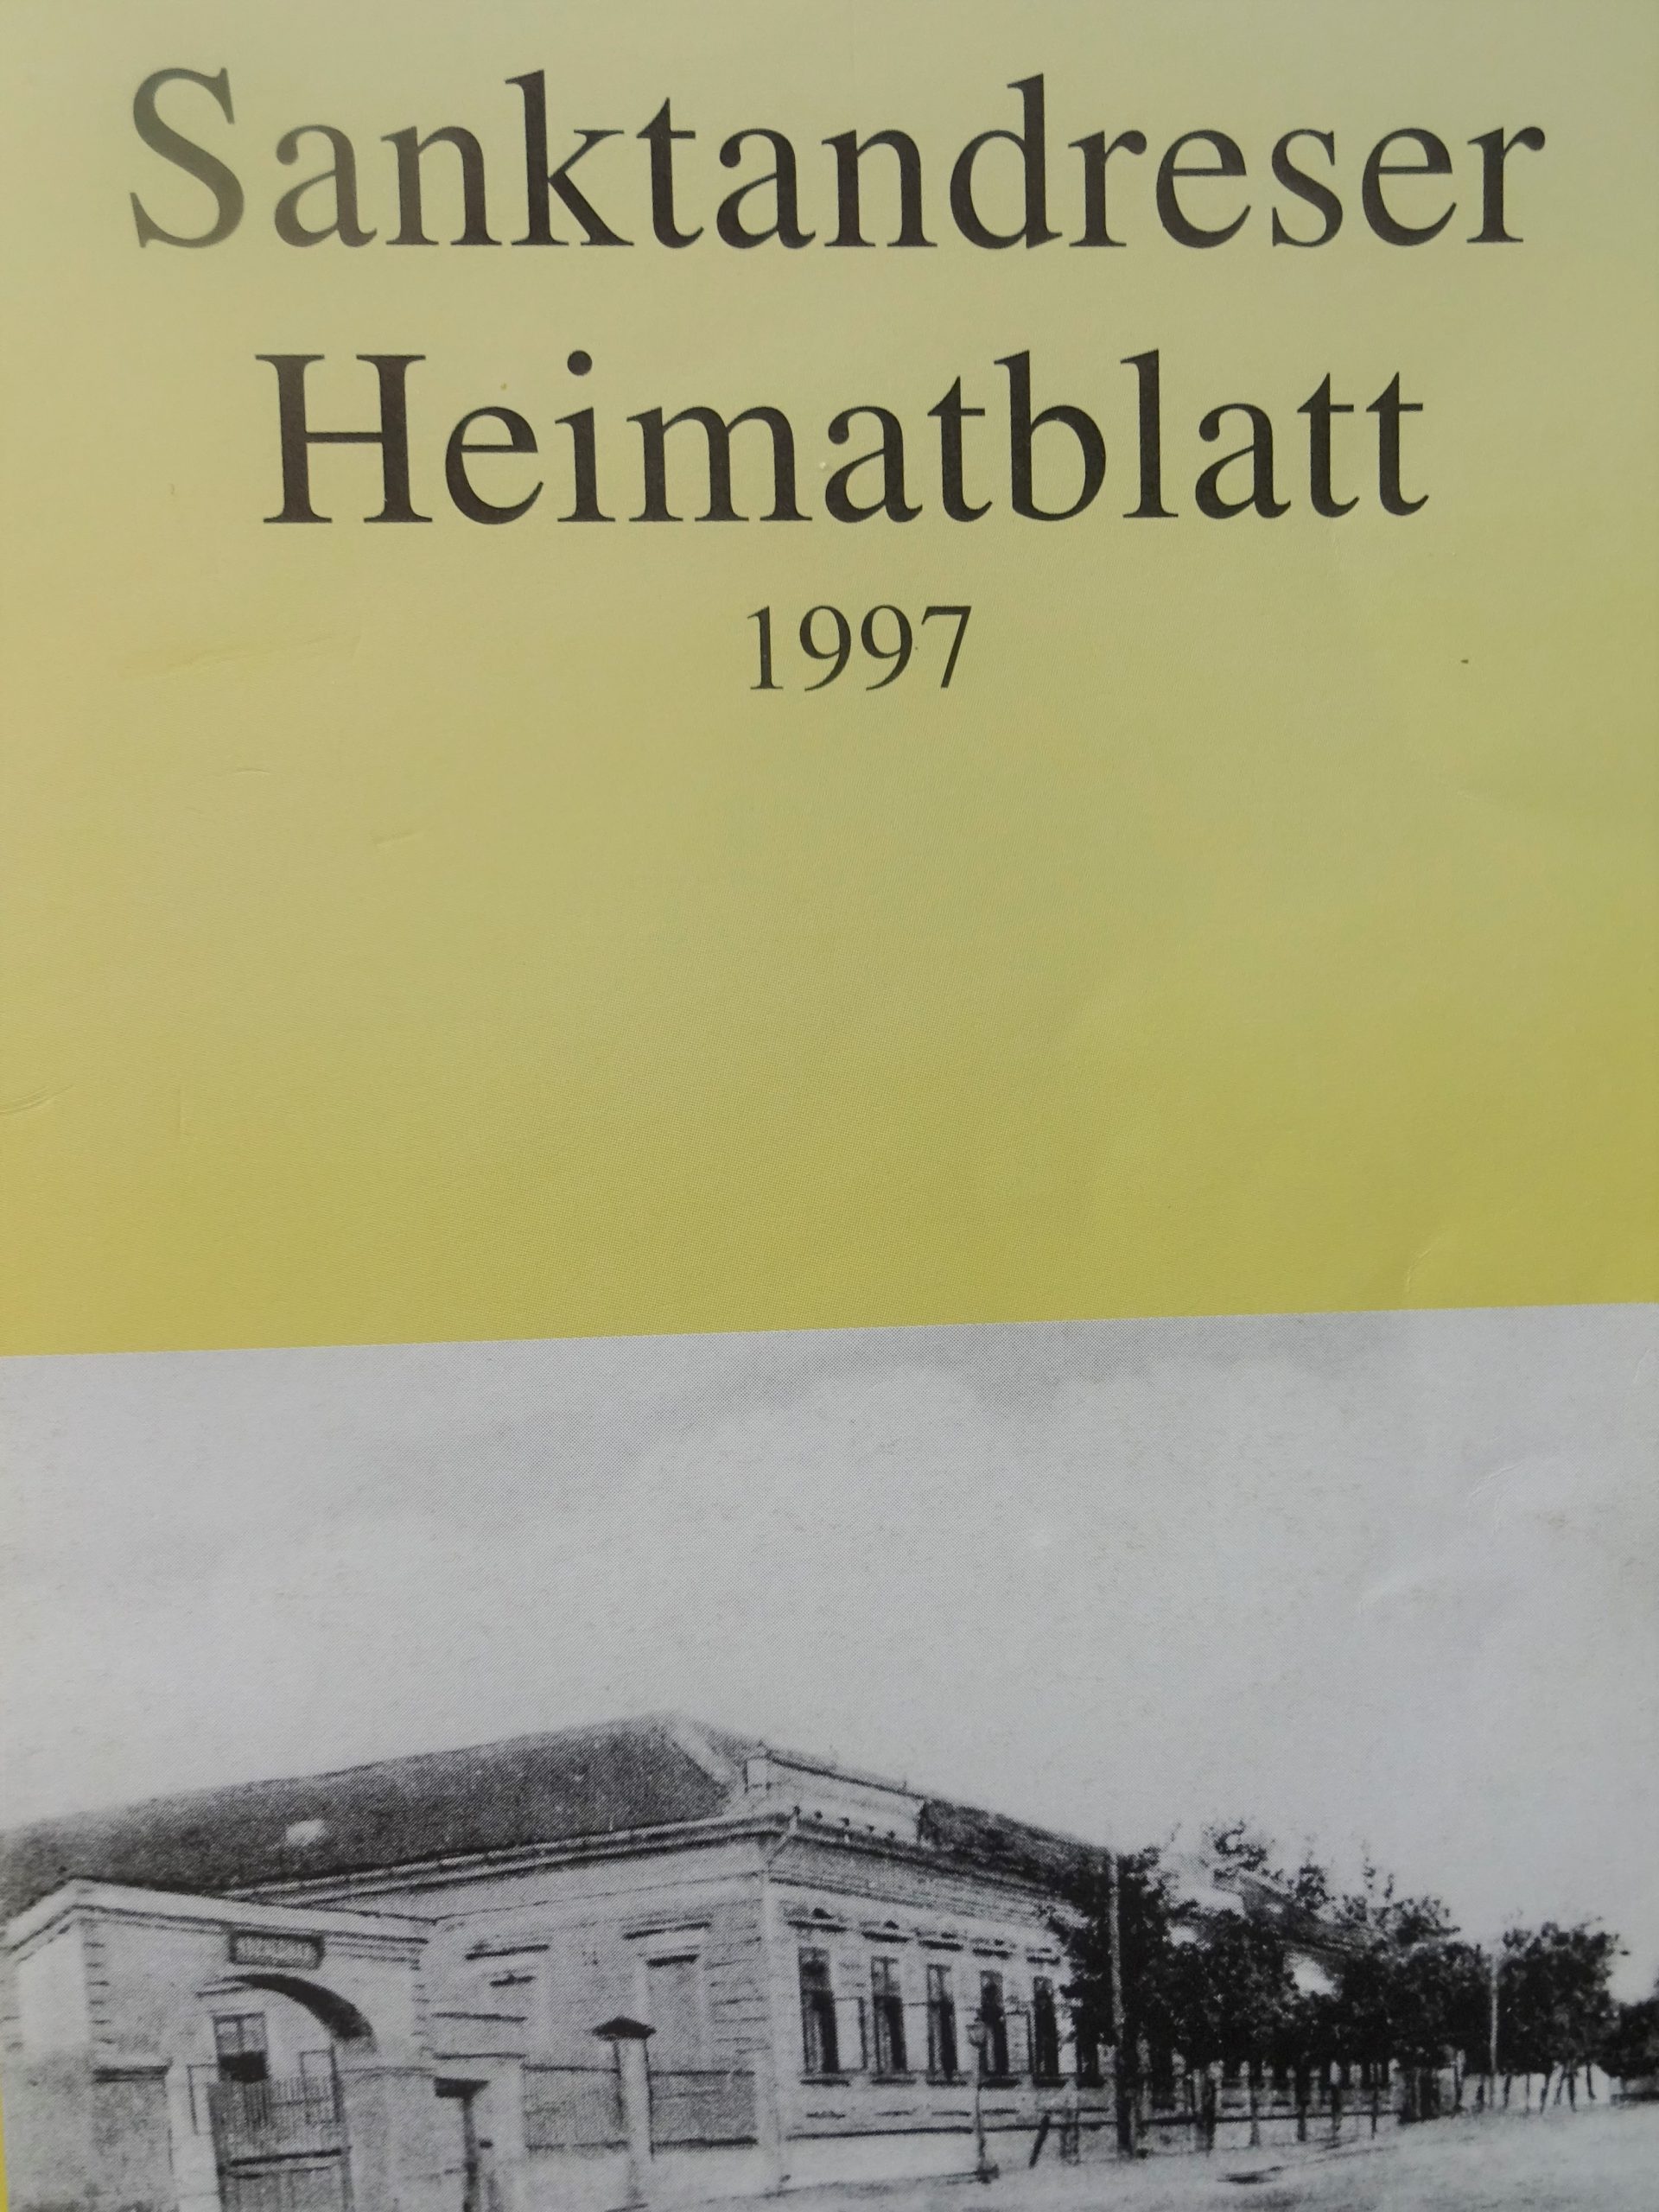 Sanktandreser
Heimatblatt
1997